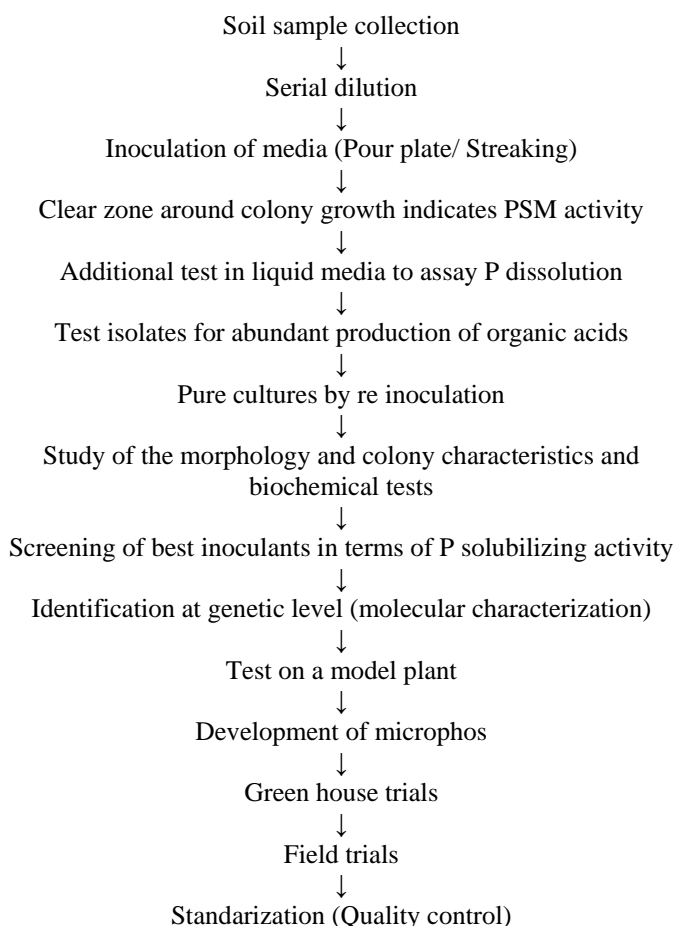 Soil sample collection
↓
Serial dilution
↓
Inoculation of media (Pour plate/ Streaking)
↓
Clear zone around colony growth indicates PSM activity
↓
Additional test in liquid media to assay P dissolution
↓
Test isolates for abundant production of organic acids
↓
Pure cultures by re inoculation
↓
Study of the morphology and colony characteristics and
biochemical tests
↓
Screening of best inoculants in terms of P solubilizing activity
↓
Identification at genetic level (molecular characterization)
↓
Test on a model plant
↓
Development of microphos
↓
Green house trials
↓
Field trials
↓
Standarization (Quality control)